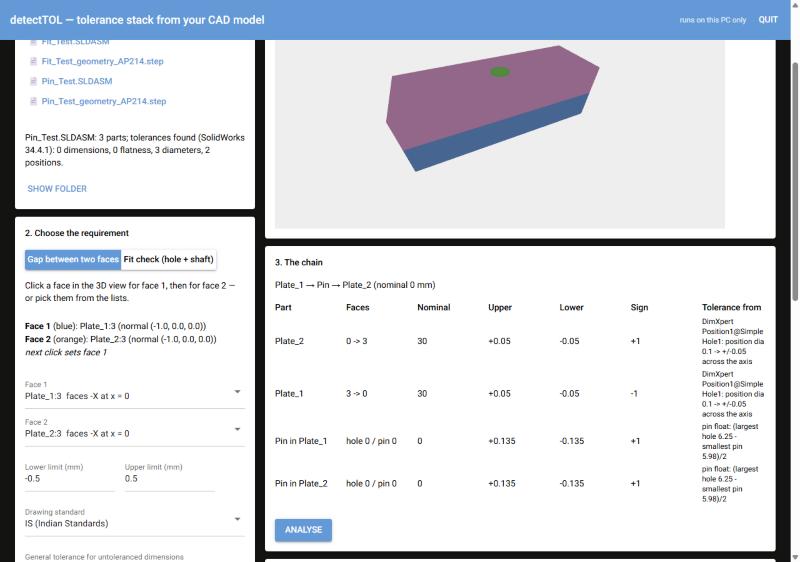 detectTOL — tolerance stack from your CAD model
runs on this PC only QUIT
Fit_Test.SLDASM
Fit_Test_geometry_AP214.step
Pin_Test.SLDASM
Pin_Test_geometry_AP214.step
Pin_Test.SLDASM: 3 parts; tolerances found (SolidWorks
34.4.1): 0 dimensions, 0 flatness, 3 diameters, 2
positions.
SHOW FOLDER
2. Choose the requirement
Gap between two faces Fit check (hole + shaft)
Click a face in the 3D view for face 1, then for face 2 —
or pick them from the lists.
Face 1 (blue): Plate_1:3 (normal (-1.0, 0.0, 0.0))
Face 2 (orange): Plate_2:3 (normal (-1.0, 0.0, 0.0))
next click sets face 1
Face 1
Plate_1:3 faces -X at x = 0
Face 2
Plate_2:3 faces -X at x = 0
Lower limit (mm) Upper limit (mm)
-0.5 0.5
Drawing standard
IS (Indian Standards)
General tolerance for untoleranced dimensions
3. The chain
Plate_1 → Pin → Plate_2 (nominal 0 mm)
Part Faces Nominal Upper Lower Sign Tolerance from
Plate_2 0 -> 3 30 +0.05 -0.05 +1
DimXpert
Position1@Simple
Hole1: position dia
0.1 -> +/-0.05
across the axis
Plate_1 3 -> 0 30 +0.05 -0.05 -1
DimXpert
Position1@Simple
Hole1: position dia
0.1 -> +/-0.05
across the axis
Pin in Plate_1 hole 0 / pin 0 0 +0.135 -0.135 +1
pin float: (largest
hole 6.25 -
smallest pin
5.98)/2
Pin in Plate_2 hole 0 / pin 0 0 +0.135 -0.135 +1
pin float: (largest
hole 6.25 -
smallest pin
5.98)/2
ANALYSE